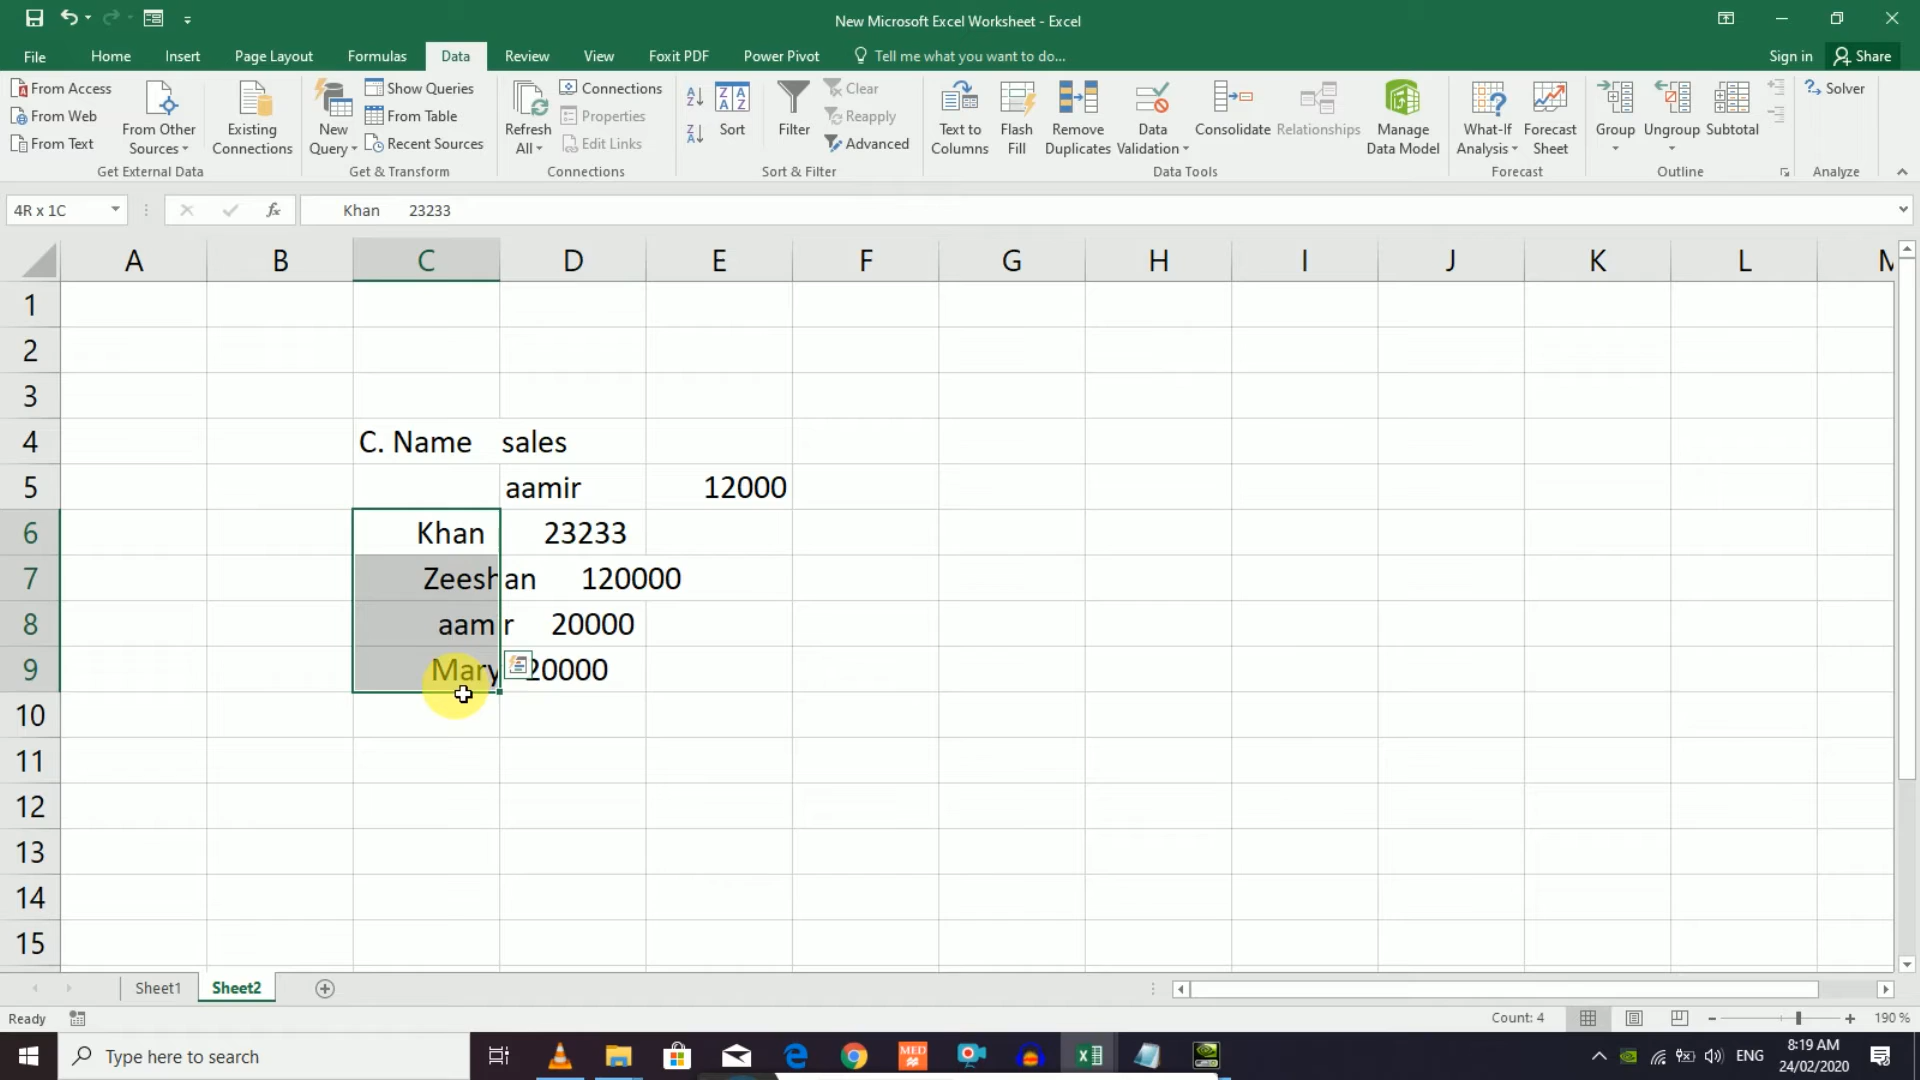 New Microsoft Excel Worksheet - Excel
File Home Insert Page Layout Formulas Data Review View Foxit PDF Power Pivot Tell me what you want to do... Sign in Share
From Access
From Web
From Text
From Other Sources
Existing Connections
Get External Data
New Query
Show Queries
From Table
Recent Sources
Get & Transform
Refresh All
Connections
Properties
Edit Links
Connections
Sort
Filter
Clear
Reapply
Advanced
Sort & Filter
Text to Columns
Flash Fill
Remove Duplicates
Data Validation
Consolidate
Relationships
Manage Data Model
Data Tools
What-If Analysis
Forecast Sheet
Forecast
Group
Ungroup
Subtotal
Outline
Solver
Analyze
4R x 1C fx Khan 23233
A B C D E F G H I J K L M
1
2
3
4 C. Name sales
5 aamir 12000
6 Khan 23233
7 Zeeshan 120000
8 aamir 20000
9 Mary 20000
10
11
12
13
14
15
Sheet1 Sheet2
Ready Count: 4 190 %
Type here to search MED ENG 8:19 AM
24/02/2020